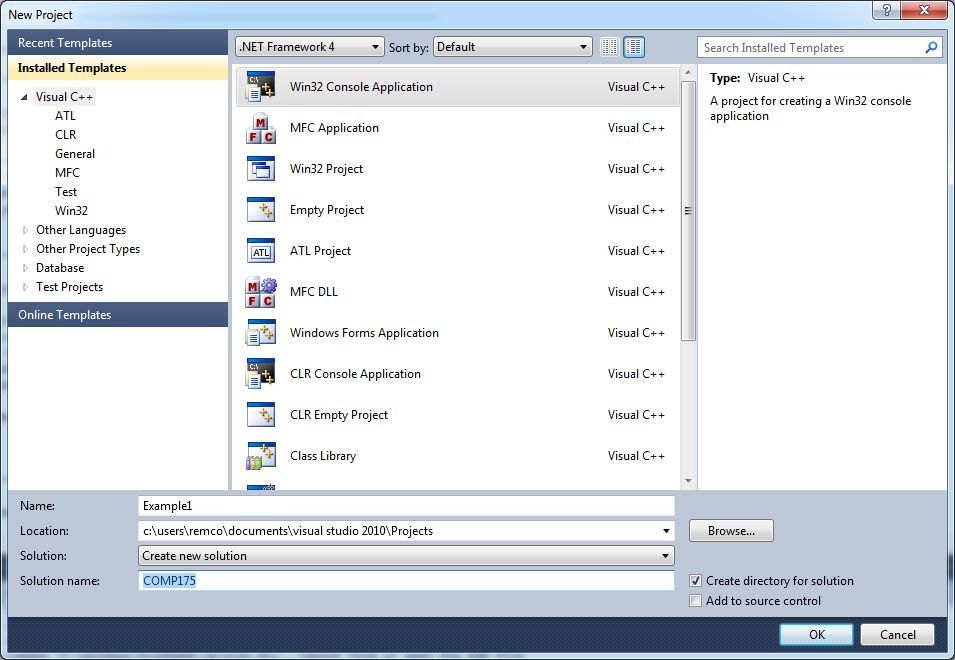 New Project
Recent Templates
Installed Templates
Visual C++
ATL
CLR
General
MFC
Test
Win32
Other Languages
Other Project Types
Database
Test Projects
Online Templates
.NET Framework 4 Sort by: Default
Win32 Console Application Visual C++
MFC Application Visual C++
Win32 Project Visual C++
Empty Project Visual C++
ATL Project Visual C++
MFC DLL Visual C++
Windows Forms Application Visual C++
CLR Console Application Visual C++
CLR Empty Project Visual C++
Class Library Visual C++
Search Installed Templates
Type: Visual C++
A project for creating a Win32 console
application
Name: Example1
Location: c:\users\remco\documents\visual studio 2010\Projects Browse...
Solution: Create new solution
Solution name: COMP175
Create directory for solution
Add to source control
OK Cancel